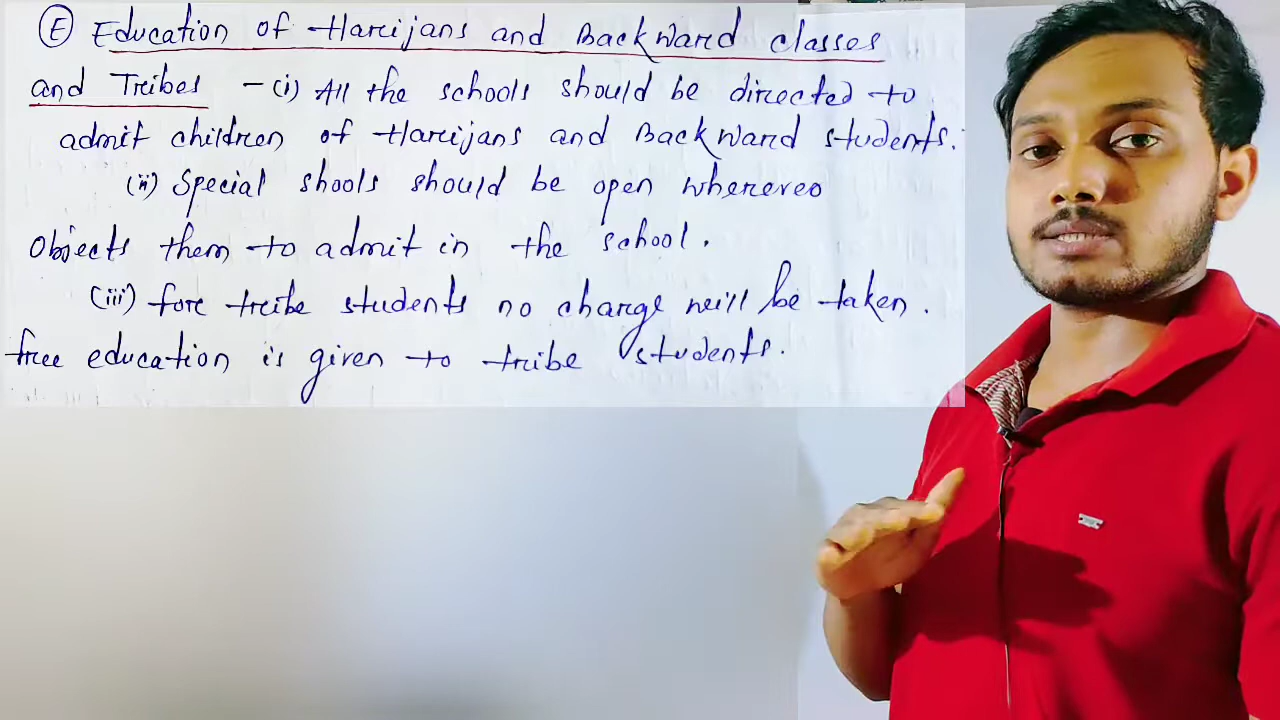 Ⓔ Education of Harijans and Backward classes
and Tribes - (i) All the schools should be directed to
admit children of Harijans and Backward students.
(ii) Special shools should be open wherever
Objects them to admit in the school.
(iii) for tribe students no charge will be taken.
free education is given to tribe students.